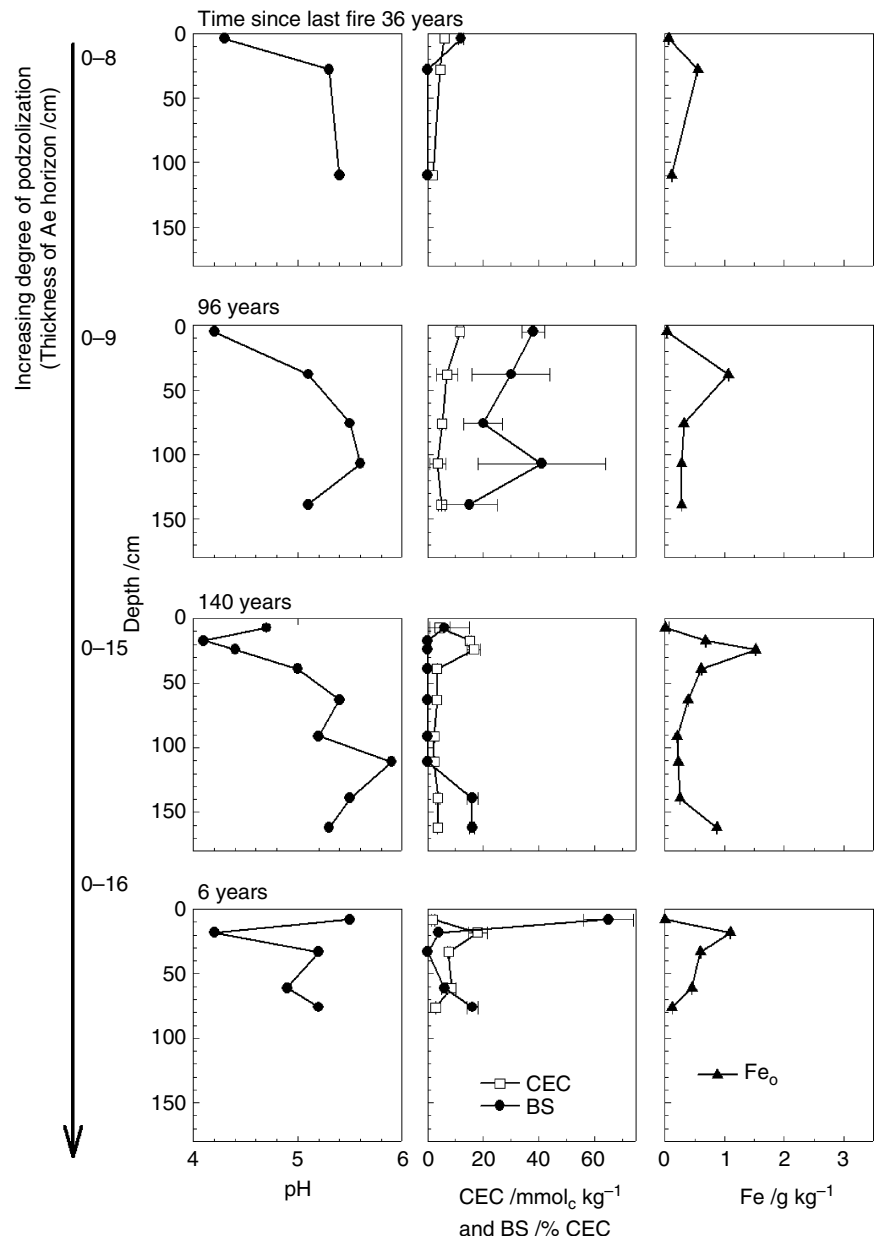 Time since last fire 36 years
0
50
100
150
0–8
96 years
0
50
100
150
0–9
140 years
0
50
100
150
0–15
6 years
0
50
100
150
0–16
Increasing degree of podzolization
(Thickness of Ae horizon /cm)
Depth /cm
CEC
BS
Feₒ
4 5 6
0 20 40 60
0 1 2 3
pH
CEC /mmol_c kg⁻¹
and BS /% CEC
Fe /g kg⁻¹